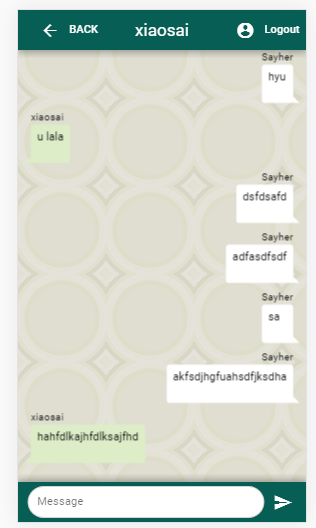 BACK xiaosai Logout
Sayher
hyu
xiaosai
u lala
Sayher
dsfdsafd
Sayher
adfasdfsdf
Sayher
sa
Sayher
akfsdjhgfuahsdfjksdha
xiaosai
hahfdlkajhfdlksajfhd
Message